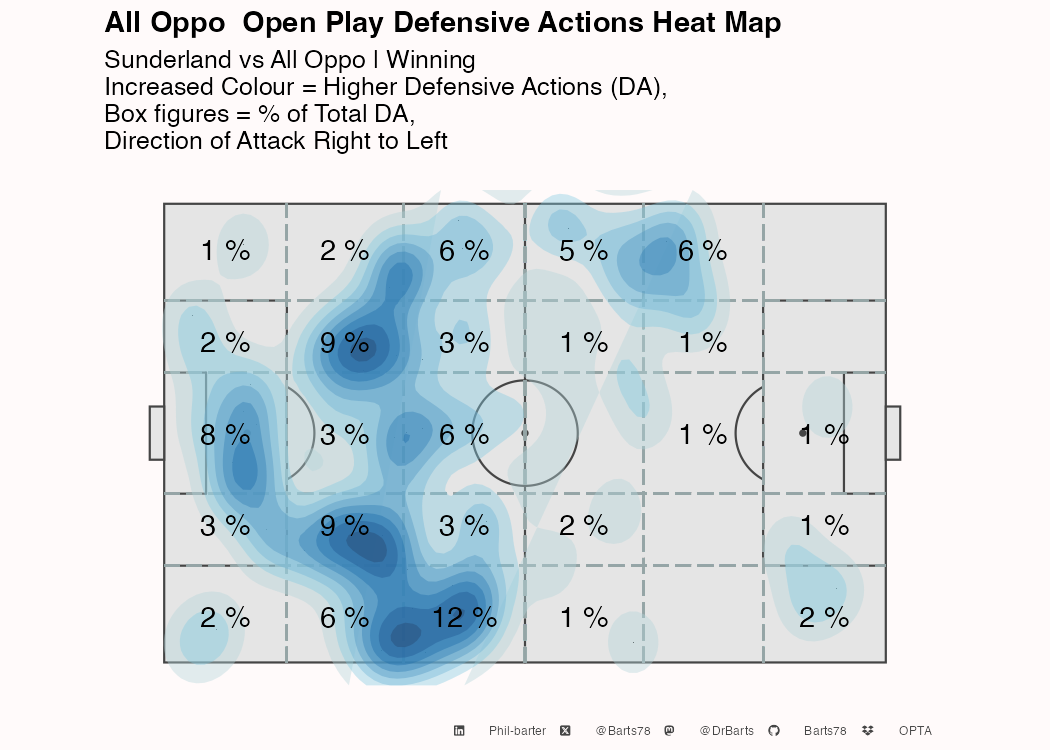 All Oppo  Open Play Defensive Actions Heat Map
Sunderland vs All Oppo | Winning
Increased Colour = Higher Defensive Actions (DA),
Box figures = % of Total DA,
Direction of Attack Right to Left
1 % 2 % 6 % 5 % 6 %
2 % 9 % 3 % 1 % 1 %
8 % 3 % 6 % 1 % 1 %
3 % 9 % 3 % 2 % 1 %
2 % 6 % 12 % 1 % 2 %
Phil-barter @Barts78 @DrBarts Barts78 OPTA